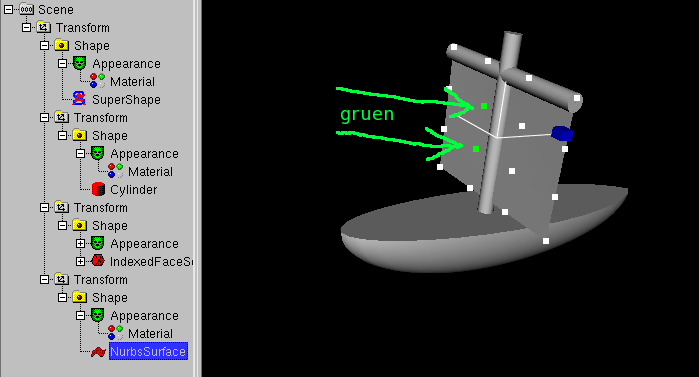 Scene
Transform
Shape
Appearance
Material
SuperShape
Transform
Shape
Appearance
Material
Cylinder
Transform
Shape
Appearance
IndexedFaceS
Transform
Shape
Appearance
Material
NurbsSurface
gruen